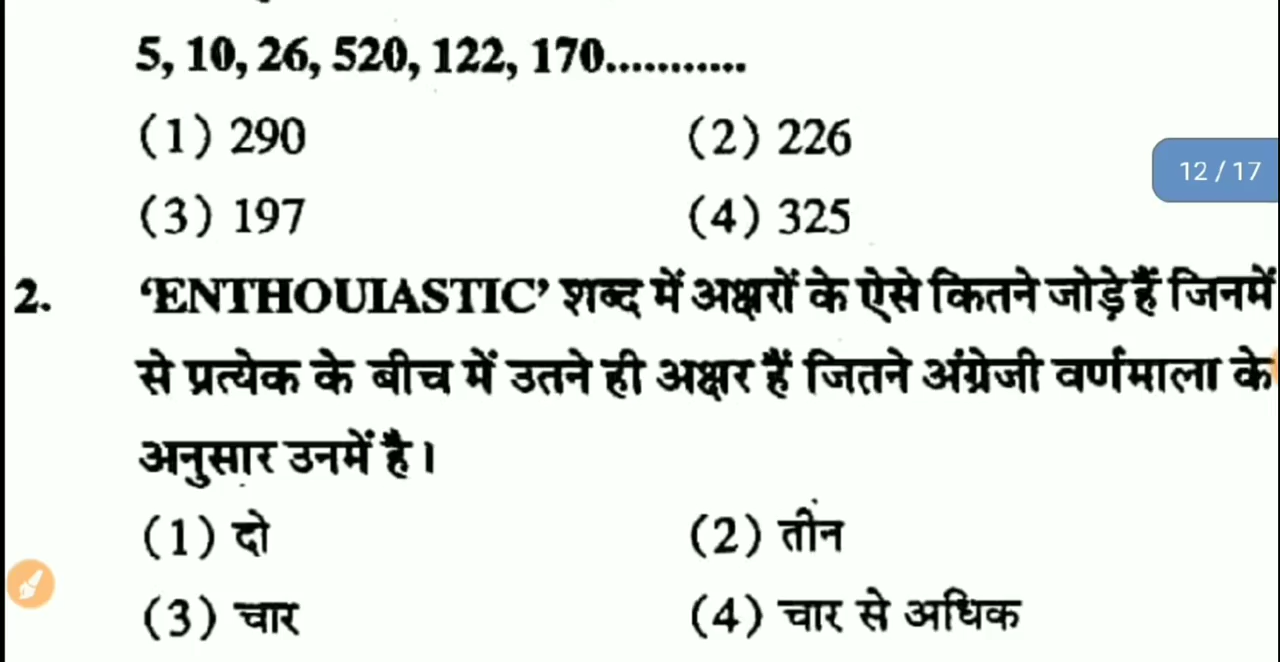 5, 10, 26, 520, 122, 170...........
(1) 290 (2) 226
12 / 17
(3) 197 (4) 325
2. 'ENTHOUIASTIC' शब्द में अक्षरों के ऐसे कितने जोड़े हैं जिनमें
से प्रत्येक के बीच में उतने ही अक्षर हैं जितने अंग्रेजी वर्णमाला के
अनुसार उनमें है।
(1) दो (2) तीन
(3) चार (4) चार से अधिक